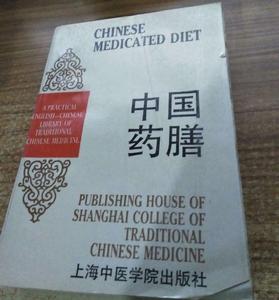 CHINESE
MEDICATED DIET
A PRACTICAL
ENGLISH-CHINESE
LIBRARY OF
TRADITIONAL
CHINESE MEDICINE
中国
药膳
PUBLISHING HOUSE OF
SHANGHAI COLLEGE OF
TRADITIONAL
CHINESE MEDICINE
上海中医学院出版社